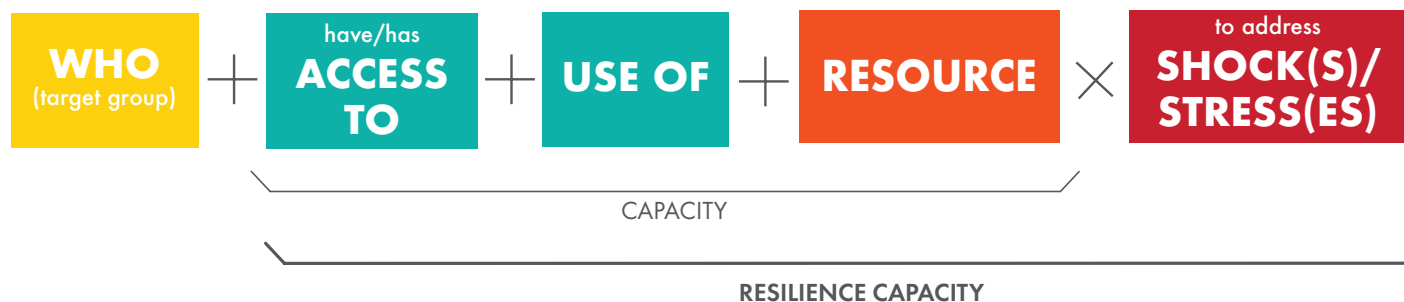 WHO
(target group)
+
have/has
ACCESS
TO
+
USE OF
+
RESOURCE
×
to address
SHOCK(S)/
STRESS(ES)
CAPACITY
RESILIENCE CAPACITY